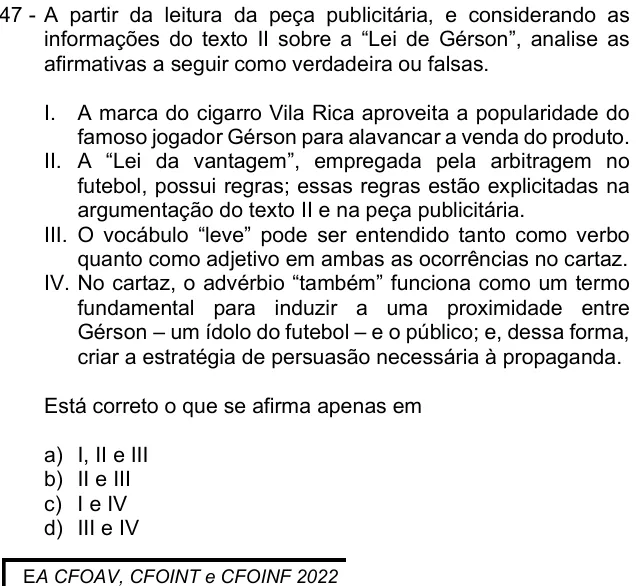 47 - A partir da leitura da peça publicitária, e considerando as
informações do texto II sobre a “Lei de Gérson”, analise as
afirmativas a seguir como verdadeira ou falsas.
I. A marca do cigarro Vila Rica aproveita a popularidade do
famoso jogador Gérson para alavancar a venda do produto.
II. A “Lei da vantagem”, empregada pela arbitragem no
futebol, possui regras; essas regras estão explicitadas na
argumentação do texto II e na peça publicitária.
III. O vocábulo “leve” pode ser entendido tanto como verbo
quanto como adjetivo em ambas as ocorrências no cartaz.
IV. No cartaz, o advérbio “também” funciona como um termo
fundamental para induzir a uma proximidade entre
Gérson – um ídolo do futebol – e o público; e, dessa forma,
criar a estratégia de persuasão necessária à propaganda.
Está correto o que se afirma apenas em
a) I, II e III
b) II e III
c) I e IV
d) III e IV
EA CFOAV, CFOINT e CFOINF 2022